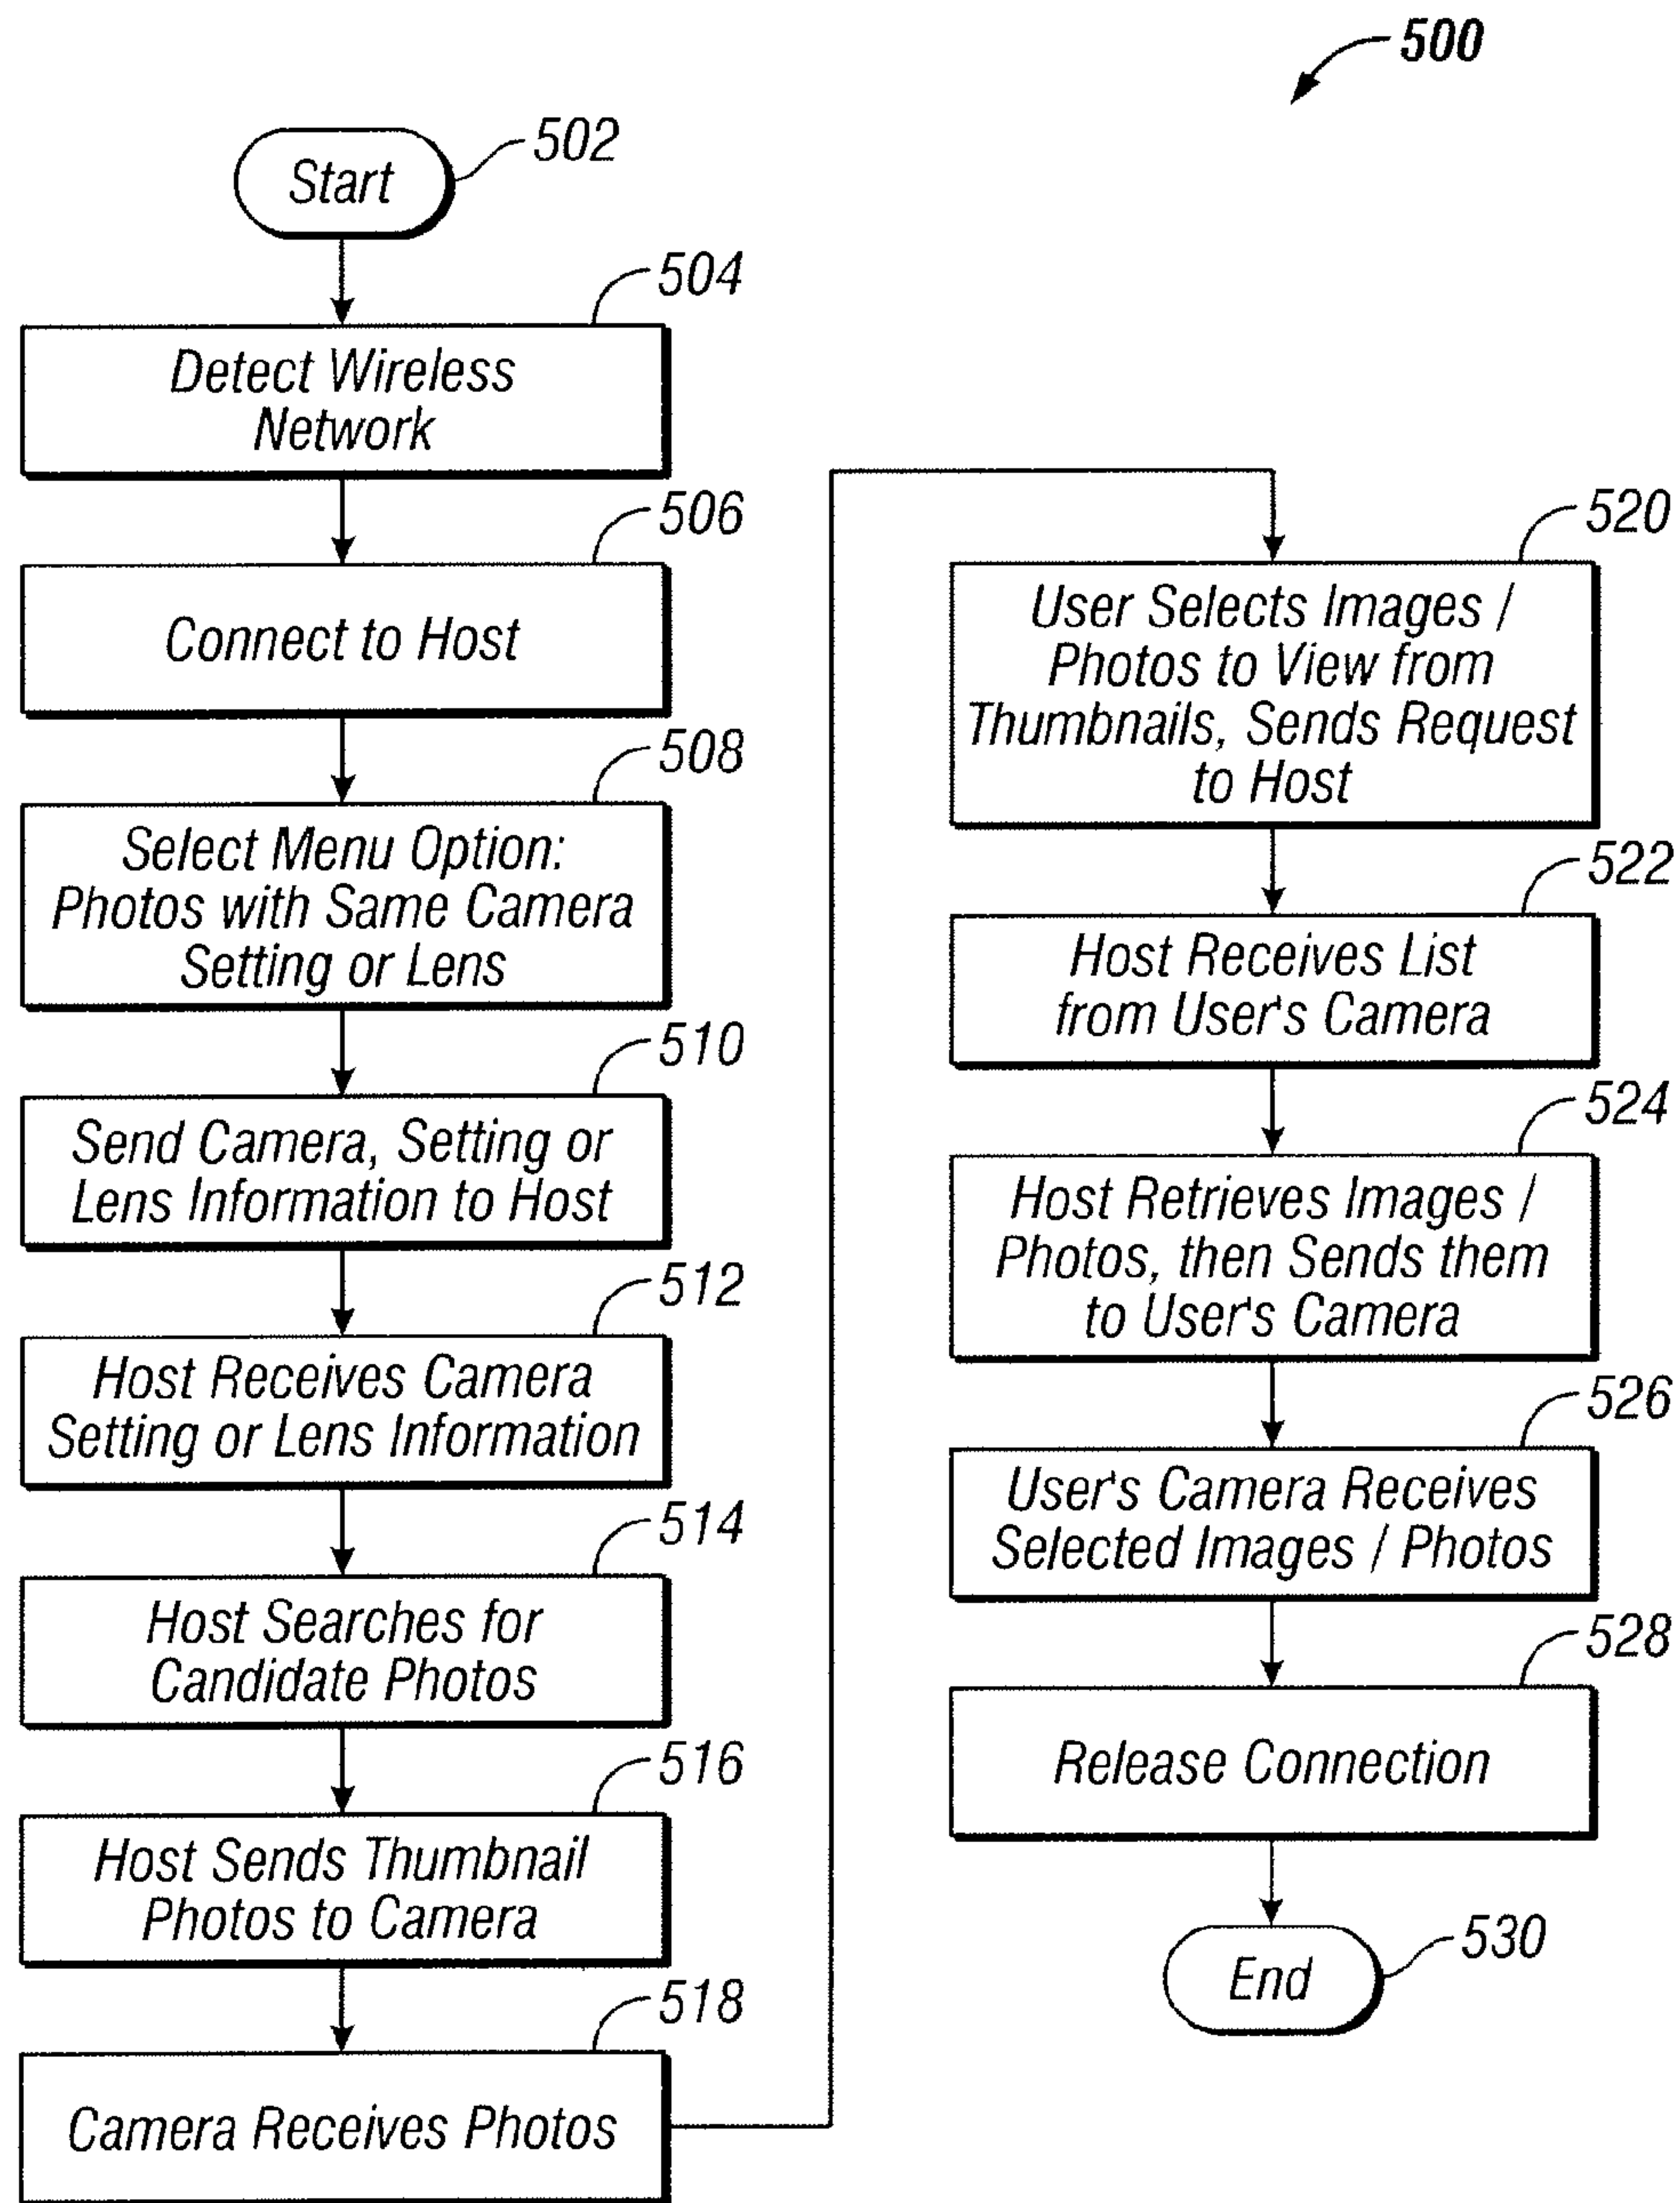 500
Start
502
504
Detect Wireless
Network
506
Connect to Host
508
Select Menu Option:
Photos with Same Camera
Setting or Lens
510
Send Camera, Setting or
Lens Information to Host
512
Host Receives Camera
Setting or Lens Information
514
Host Searches for
Candidate Photos
516
Host Sends Thumbnail
Photos to Camera
518
Camera Receives Photos
520
User Selects Images /
Photos to View from
Thumbnails, Sends Request
to Host
522
Host Receives List
from User's Camera
524
Host Retrieves Images /
Photos, then Sends them
to User's Camera
526
User's Camera Receives
Selected Images / Photos
528
Release Connection
End
530